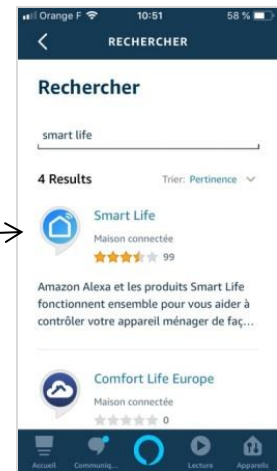 Orange F 10:51 58 %
RECHERCHER
Rechercher
smart life
4 Results Trier: Pertinence
Smart Life
Maison connectée
99
Amazon Alexa et les produits Smart Life
fonctionnent ensemble pour vous aider à
contrôler votre appareil ménager de faç...
Comfort Life Europe
Maison connectée
0
Accueil Communiq... Lecture Appareils